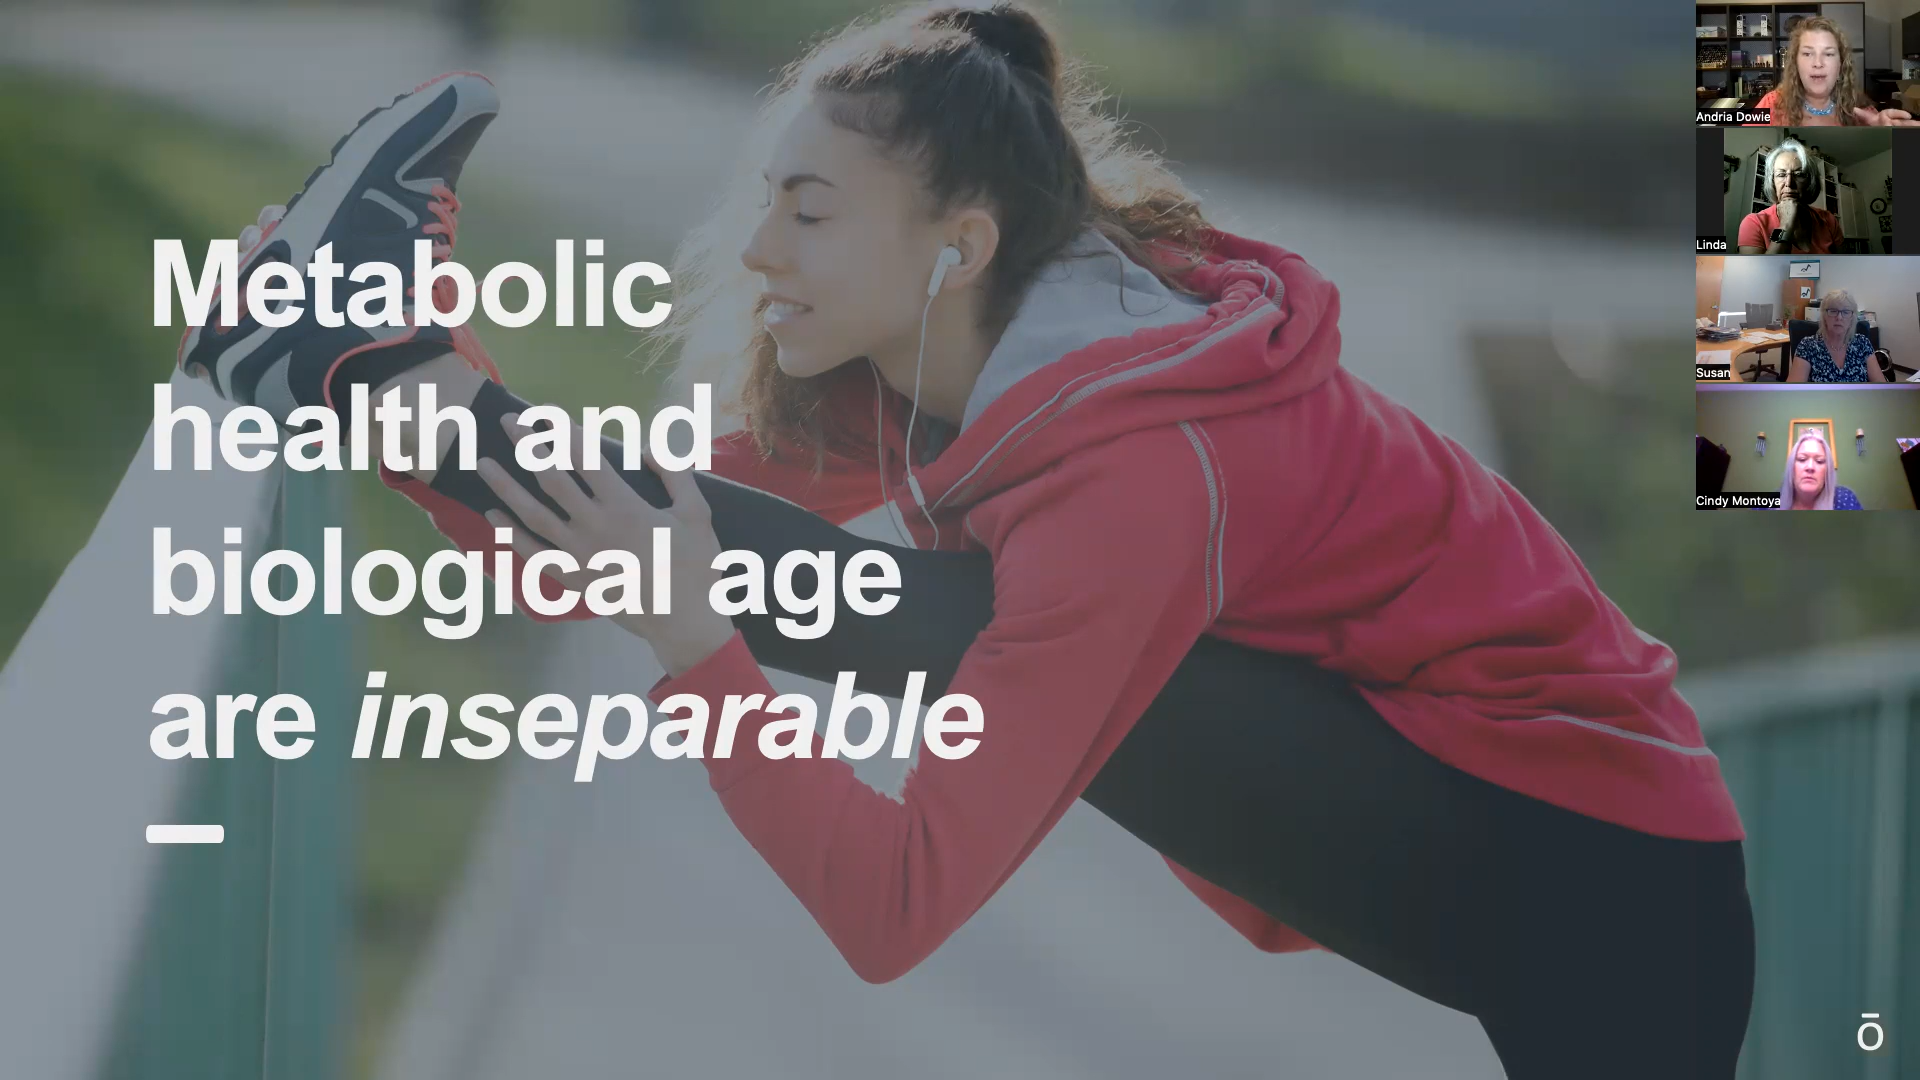 Metabolic
health and
biological age
are inseparable
Andria Dowie
Linda
Susan
Cindy Montoya
ō